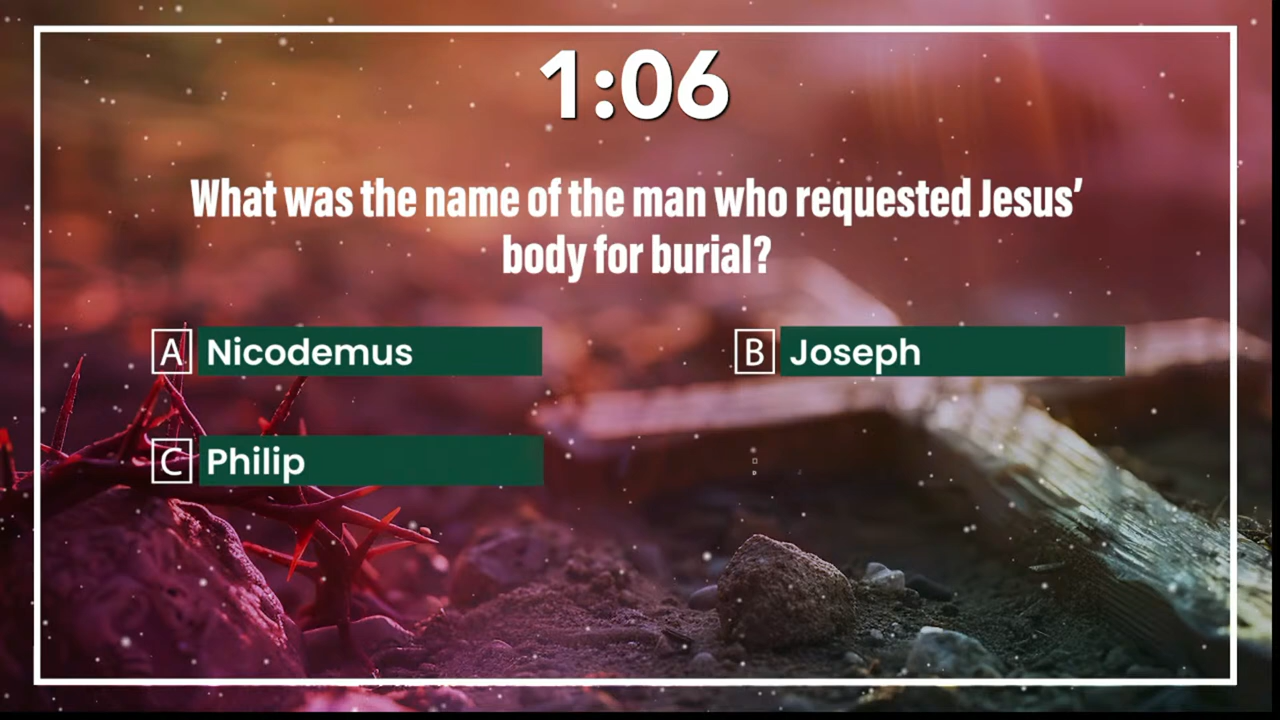 1:06
What was the name of the man who requested Jesus’
body for burial?
A Nicodemus
B Joseph
C Philip